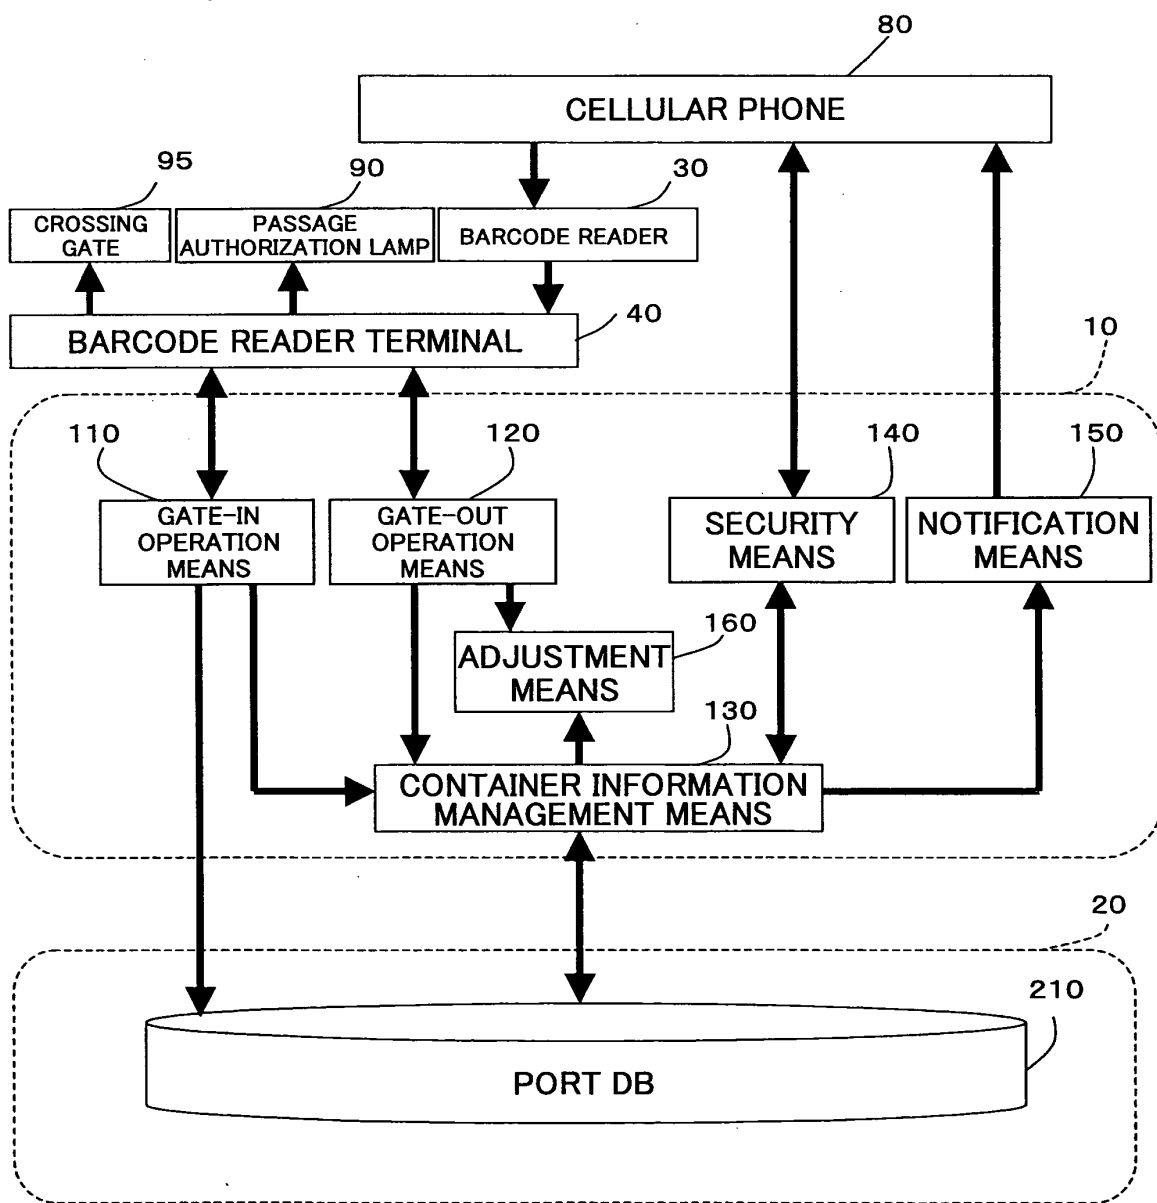 80
CELLULAR PHONE
95
90
30
CROSSING
GATE
PASSAGE
AUTHORIZATION LAMP
BARCODE READER
40
BARCODE READER TERMINAL
10
110
120
140
150
GATE-IN
OPERATION
MEANS
GATE-OUT
OPERATION
MEANS
SECURITY
MEANS
NOTIFICATION
MEANS
160
ADJUSTMENT
MEANS
130
CONTAINER INFORMATION
MANAGEMENT MEANS
20
210
PORT DB